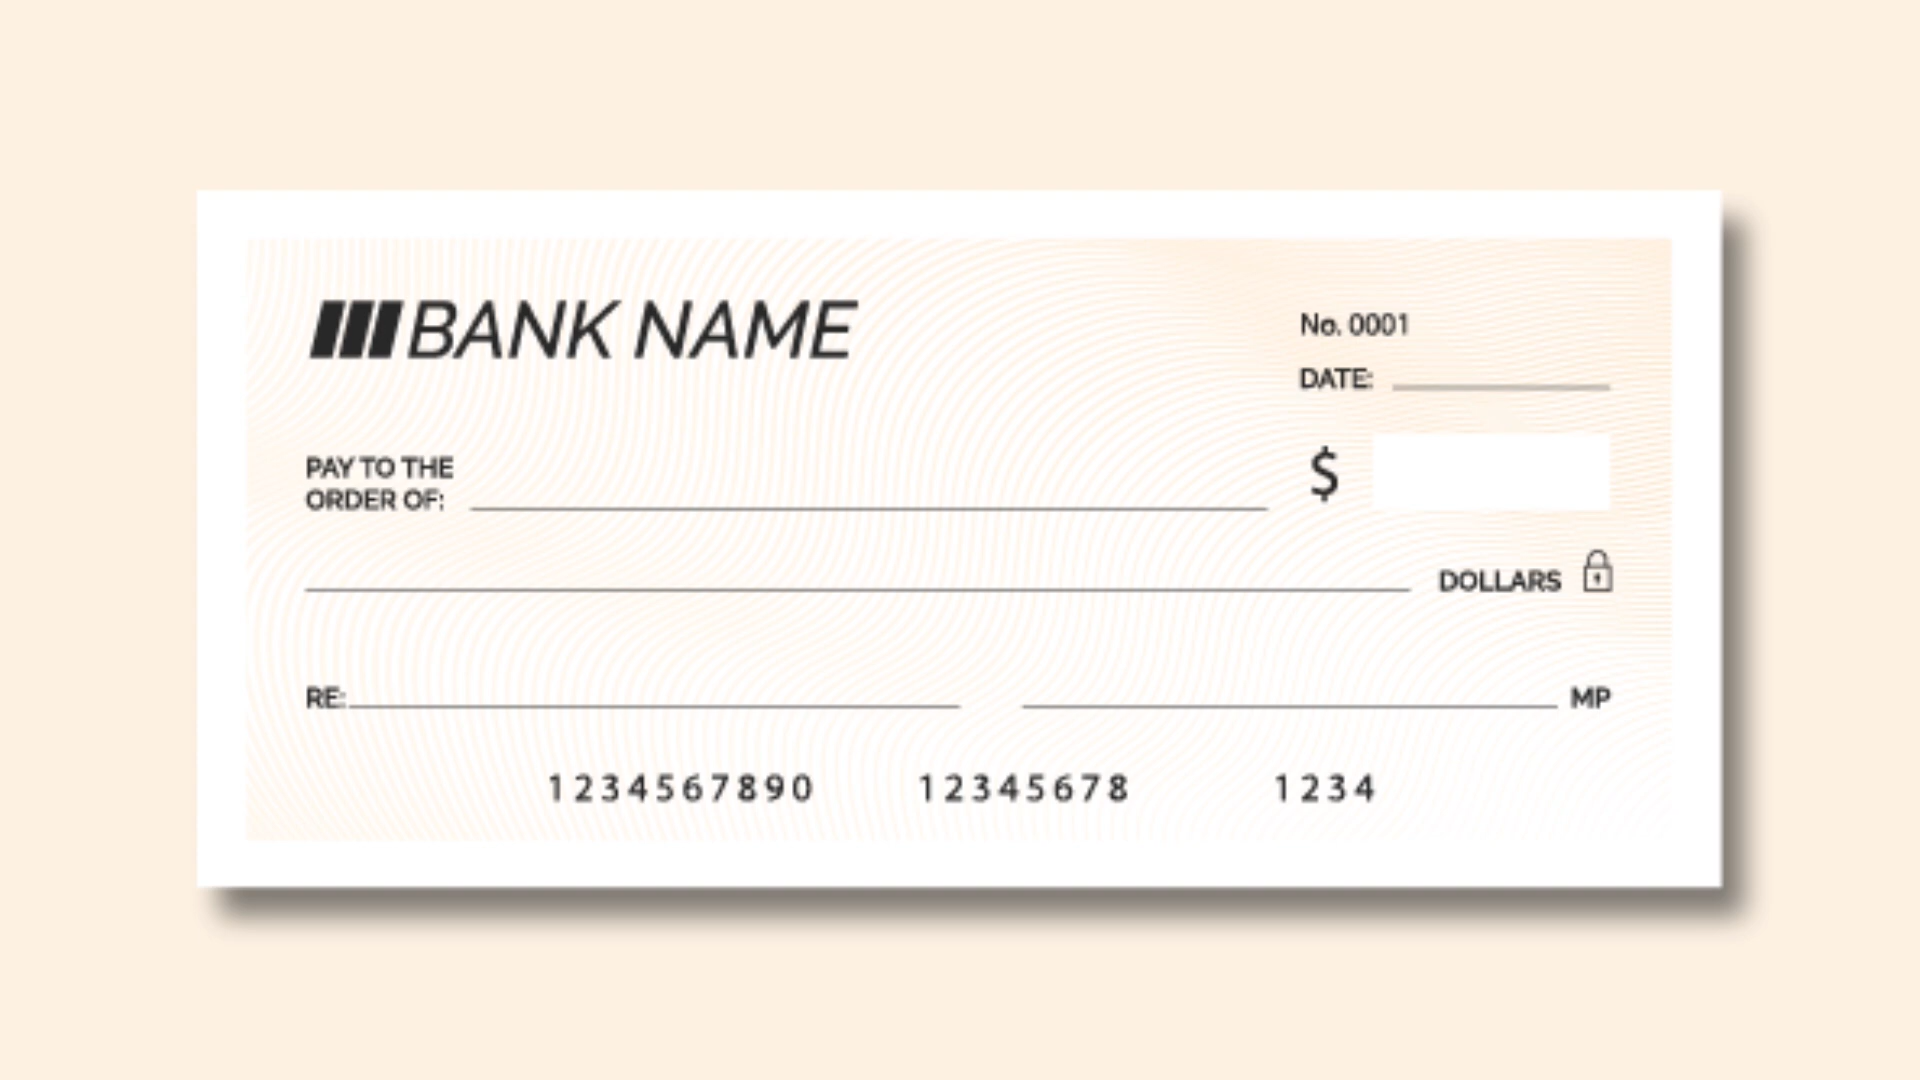 BANK NAME
No. 0001
DATE:
PAY TO THE
ORDER OF:
$
DOLLARS
RE:
MP
1234567890 12345678 1234